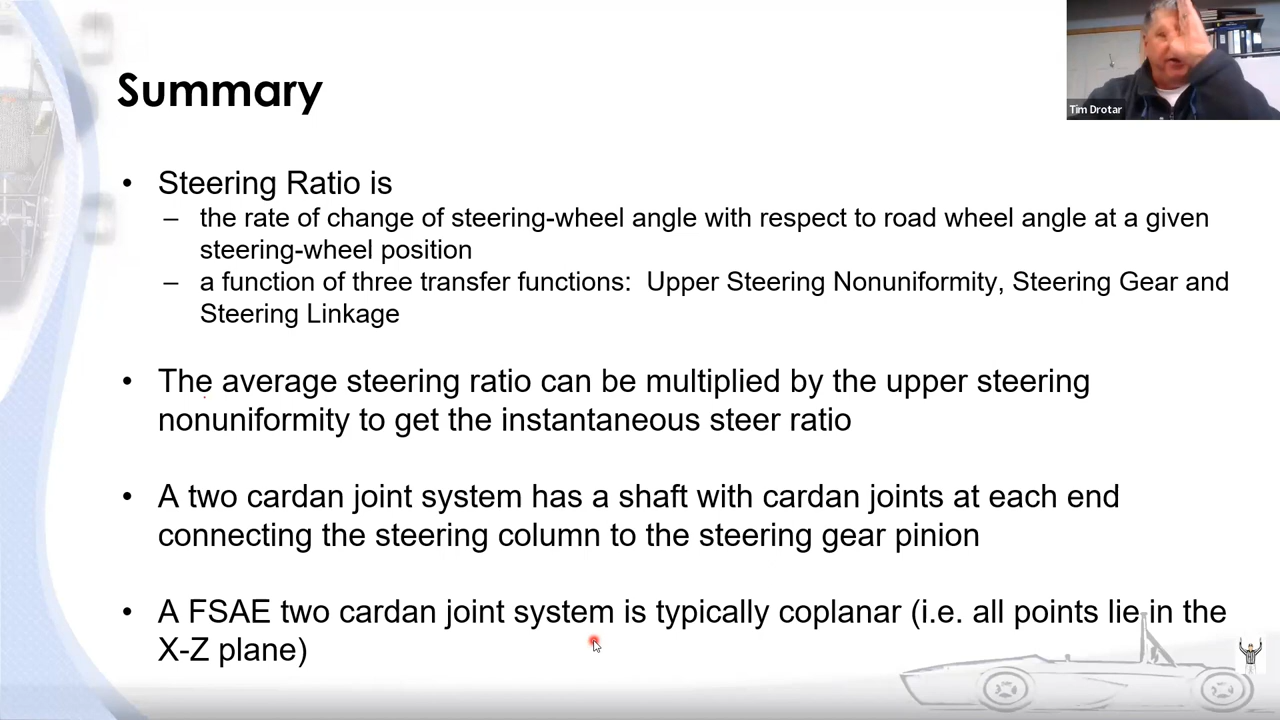 Summary
Tim Drotar
• Steering Ratio is
– the rate of change of steering-wheel angle with respect to road wheel angle at a given
steering-wheel position
– a function of three transfer functions: Upper Steering Nonuniformity, Steering Gear and
Steering Linkage
• The average steering ratio can be multiplied by the upper steering
nonuniformity to get the instantaneous steer ratio
• A two cardan joint system has a shaft with cardan joints at each end
connecting the steering column to the steering gear pinion
• A FSAE two cardan joint system is typically coplanar (i.e. all points lie in the
X-Z plane)